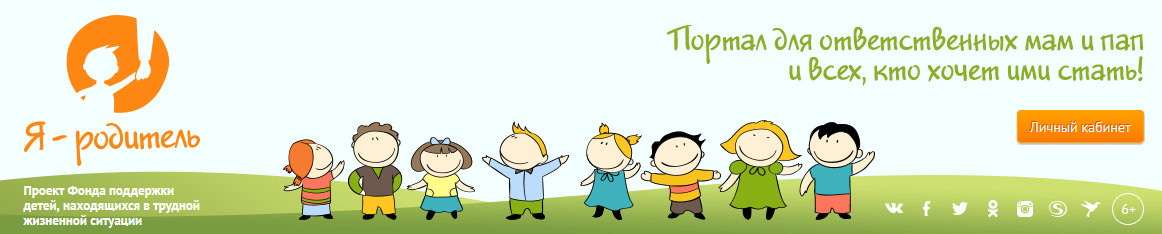 Я - родитель
Проект Фонда поддержки
детей, находящихся в трудной
жизненной ситуации
Портал для ответственных мам и пап
и всех, кто хочет ими стать!
Личный кабинет
6+